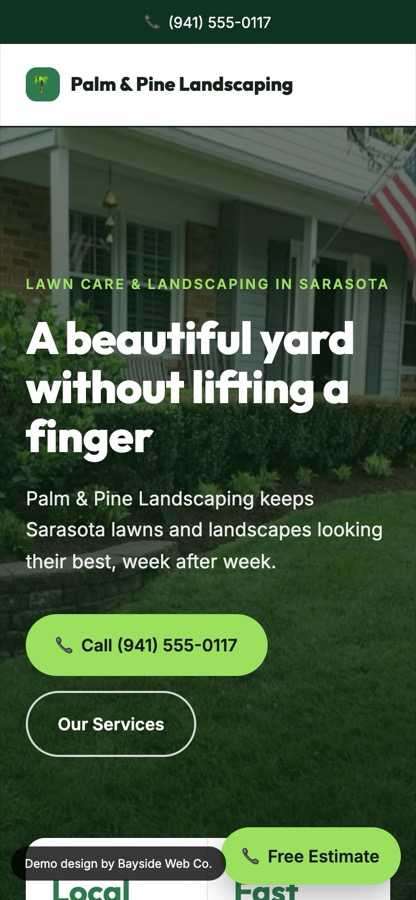 (941) 555-0117
Palm & Pine Landscaping
LAWN CARE & LANDSCAPING IN SARASOTA
A beautiful yard
without lifting a
finger
Palm & Pine Landscaping keeps
Sarasota lawns and landscapes looking
their best, week after week.
Call (941) 555-0117
Our Services
Demo design by Bayside Web Co.
Free Estimate
Local
Fast